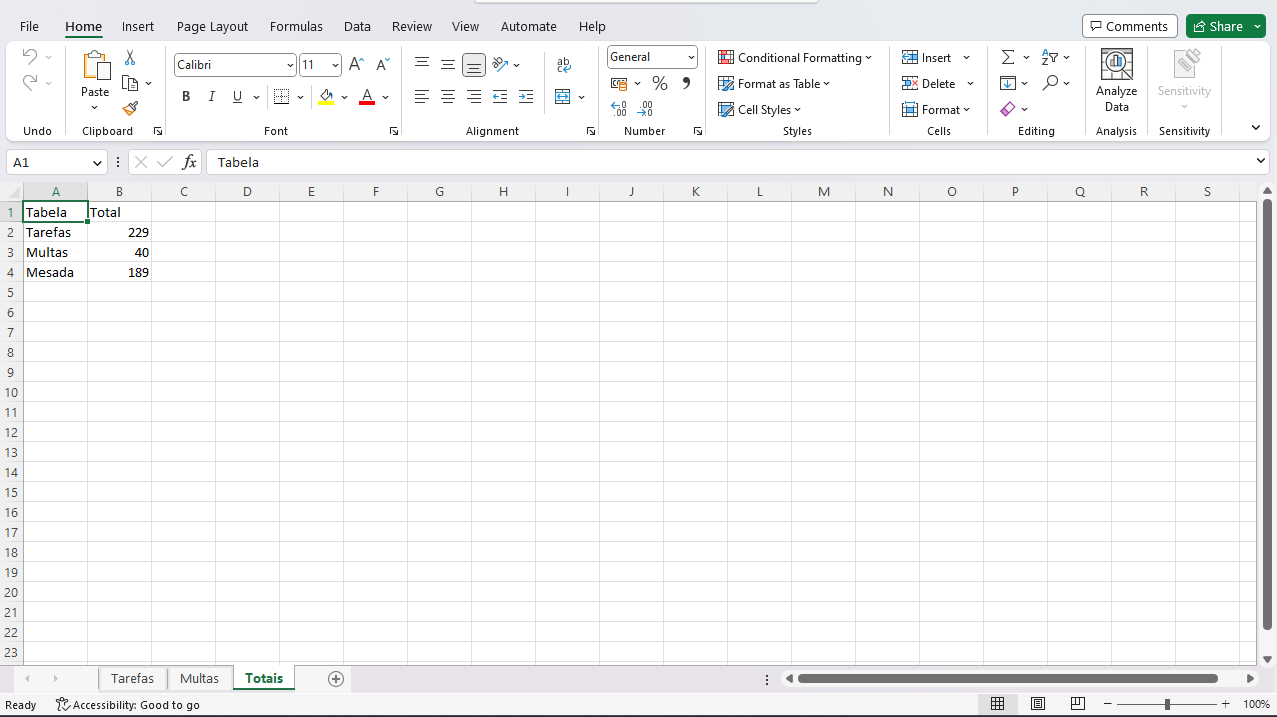 File Home Insert Page Layout Formulas Data Review View Automate Help Comments Share
Calibri 11 General Conditional Formatting Insert
Paste B I U A % Format as Table Delete Analyze Data Sensitivity
Cell Styles Format
Undo Clipboard Font Alignment Number Styles Cells Editing Analysis Sensitivity
A1 fx Tabela
A B C D E F G H I J K L M N O P Q R S
1 Tabela Total
2 Tarefas 229
3 Multas 40
4 Mesada 189
5
6
7
8
9
10
11
12
13
14
15
16
17
18
19
20
21
22
23
Tarefas Multas Totais
Ready Accessibility: Good to go 100%